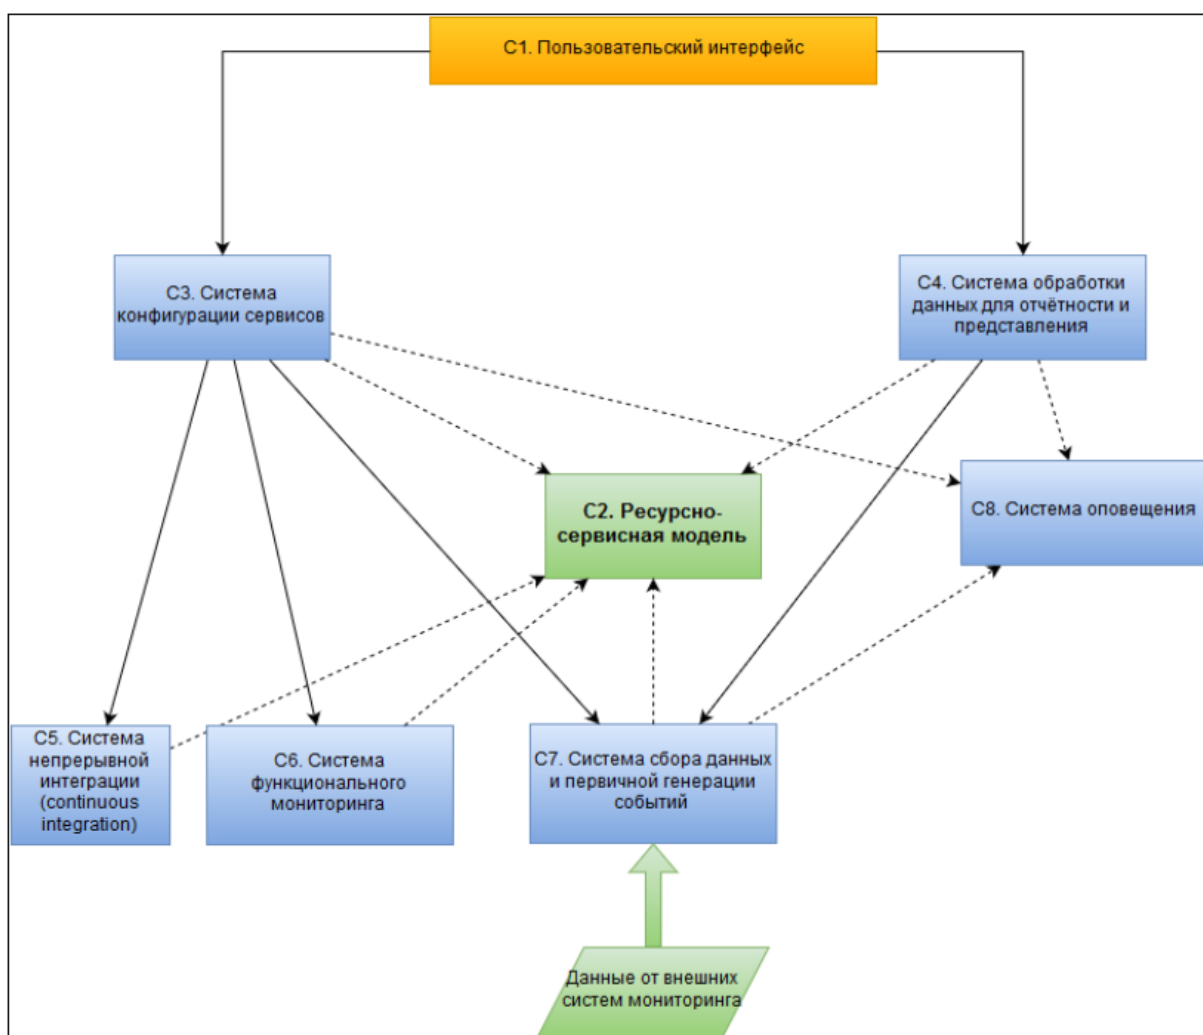 С1. Пользовательский интерфейс
С3. Система
конфигурации сервисов
С4. Система обработки
данных для отчётности и
представления
С2. Ресурсно-
сервисная модель
С8. Система оповещения
С5. Система
непрерывной
интеграции
(continuous
integration)
С6. Система
функционального
мониторинга
С7. Система сбора данных
и первичной генерации
событий
Данные от внешних
систем мониторинга